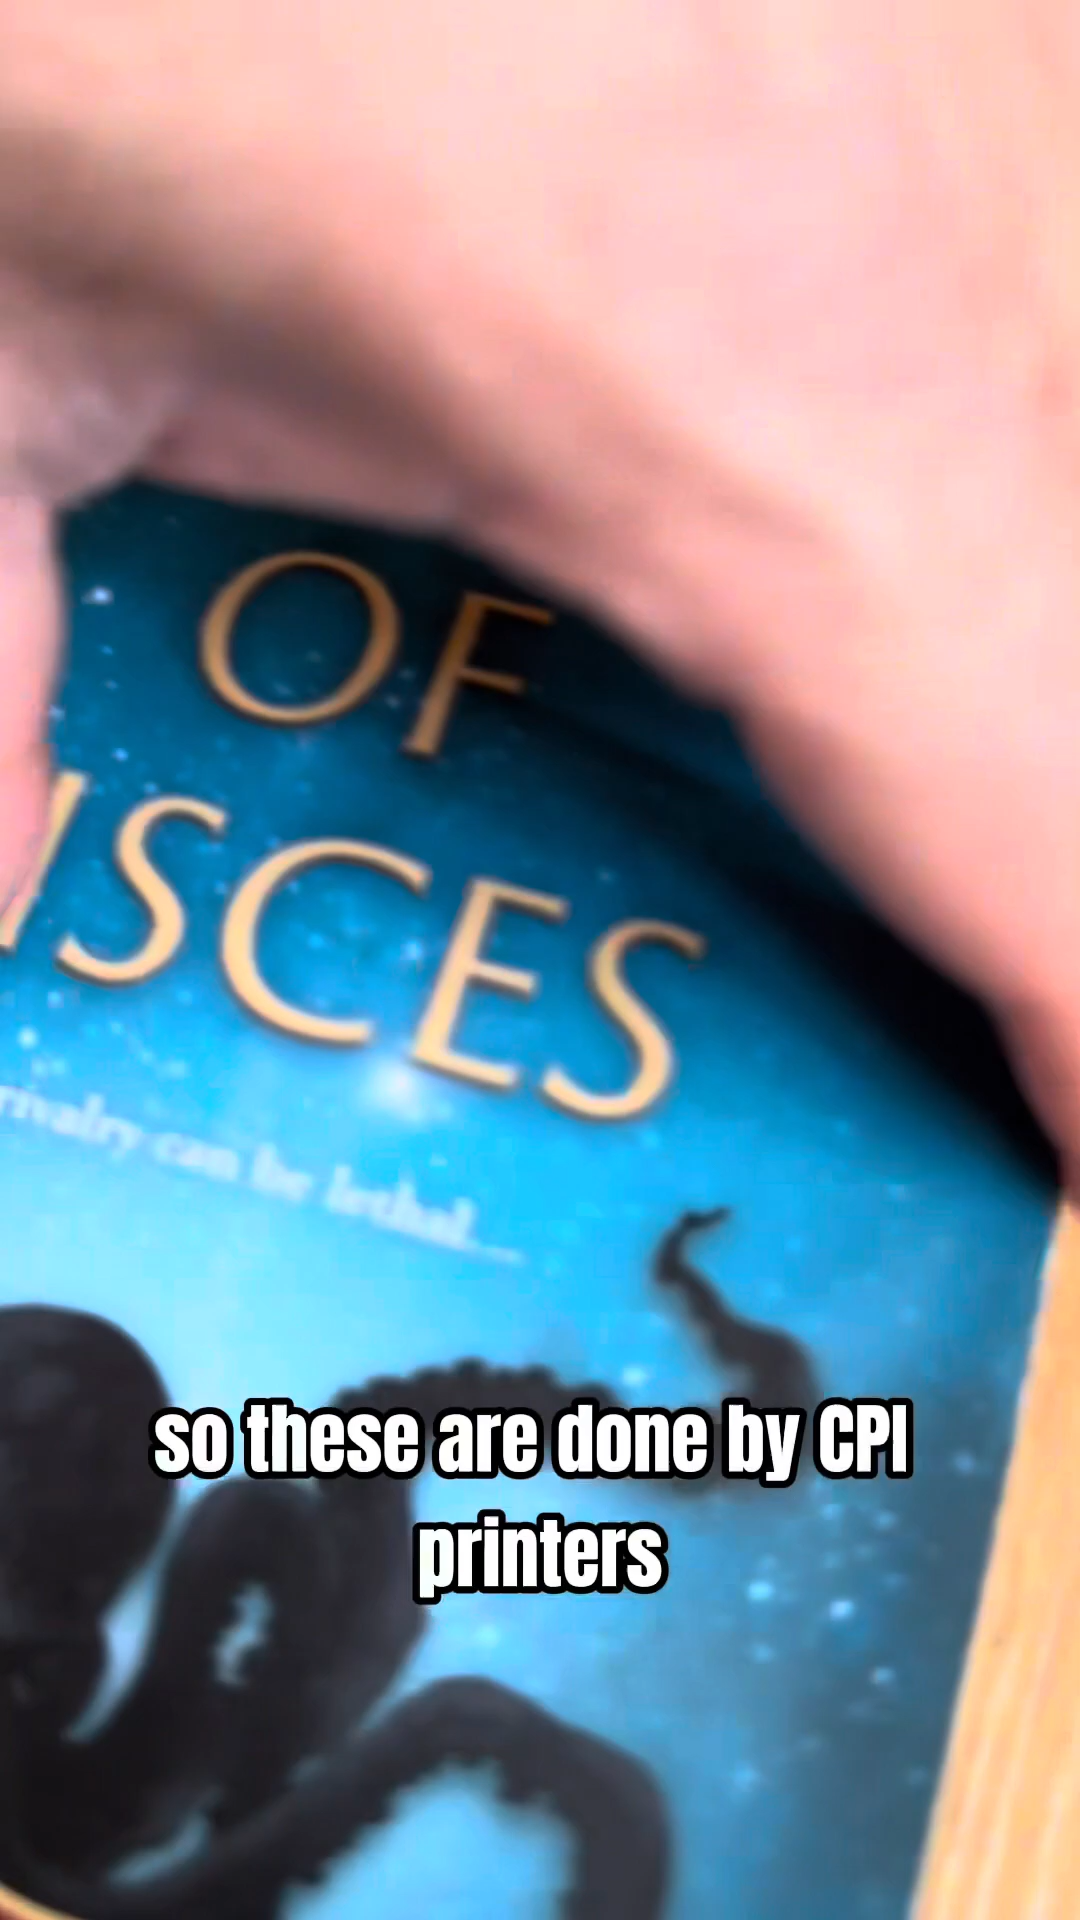 OF
ISCES
rivalry can be lethal...
so these are done by CPI
printers